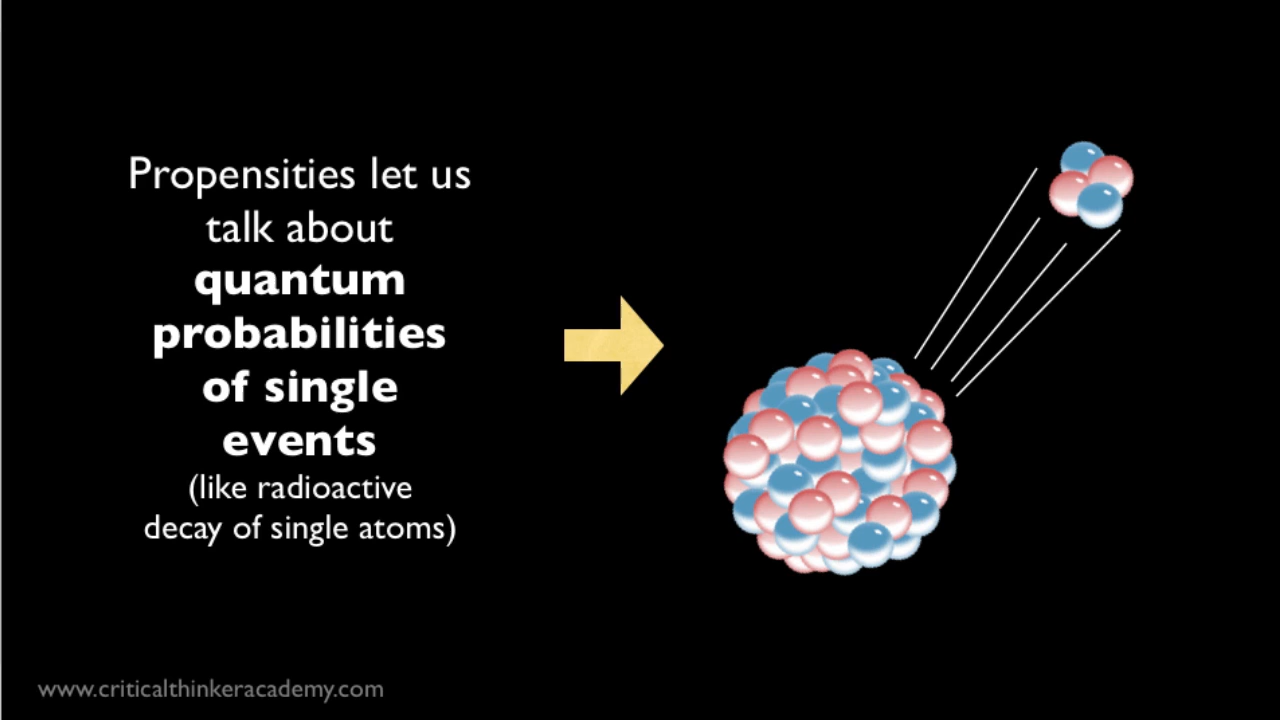 Propensities let us
talk about
quantum
probabilities
of single
events
(like radioactive
decay of single atoms)
www.criticalthinkeracademy.com